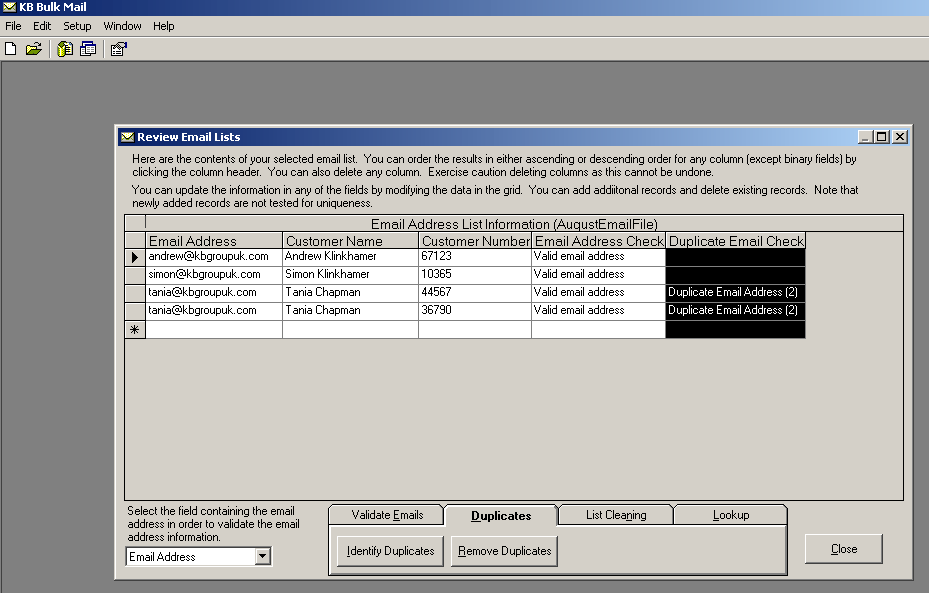 KB Bulk Mail
File Edit Setup Window Help
Review Email Lists
Here are the contents of your selected email list. You can order the results in either ascending or descending order for any column (except binary fields) by
clicking the column header. You can also delete any column. Exercise caution deleting columns as this cannot be undone.
You can update the information in any of the fields by modifying the data in the grid. You can add addiitonal records and delete existing records. Note that
newly added records are not tested for uniqueness.
Email Address List Information (AugustEmailFile)
Email Address Customer Name Customer Number Email Address Check Duplicate Email Check
andrew@kbgroupuk.com Andrew Klinkhamer 67123 Valid email address
simon@kbgroupuk.com Simon Klinkhamer 10365 Valid email address
tania@kbgroupuk.com Tania Chapman 44567 Valid email address Duplicate Email Address (2)
tania@kbgroupuk.com Tania Chapman 36790 Valid email address Duplicate Email Address (2)
Select the field containing the email
address in order to validate the email
address information.
Email Address
Validate Emails Duplicates List Cleaning Lookup
Identify Duplicates Remove Duplicates
Close